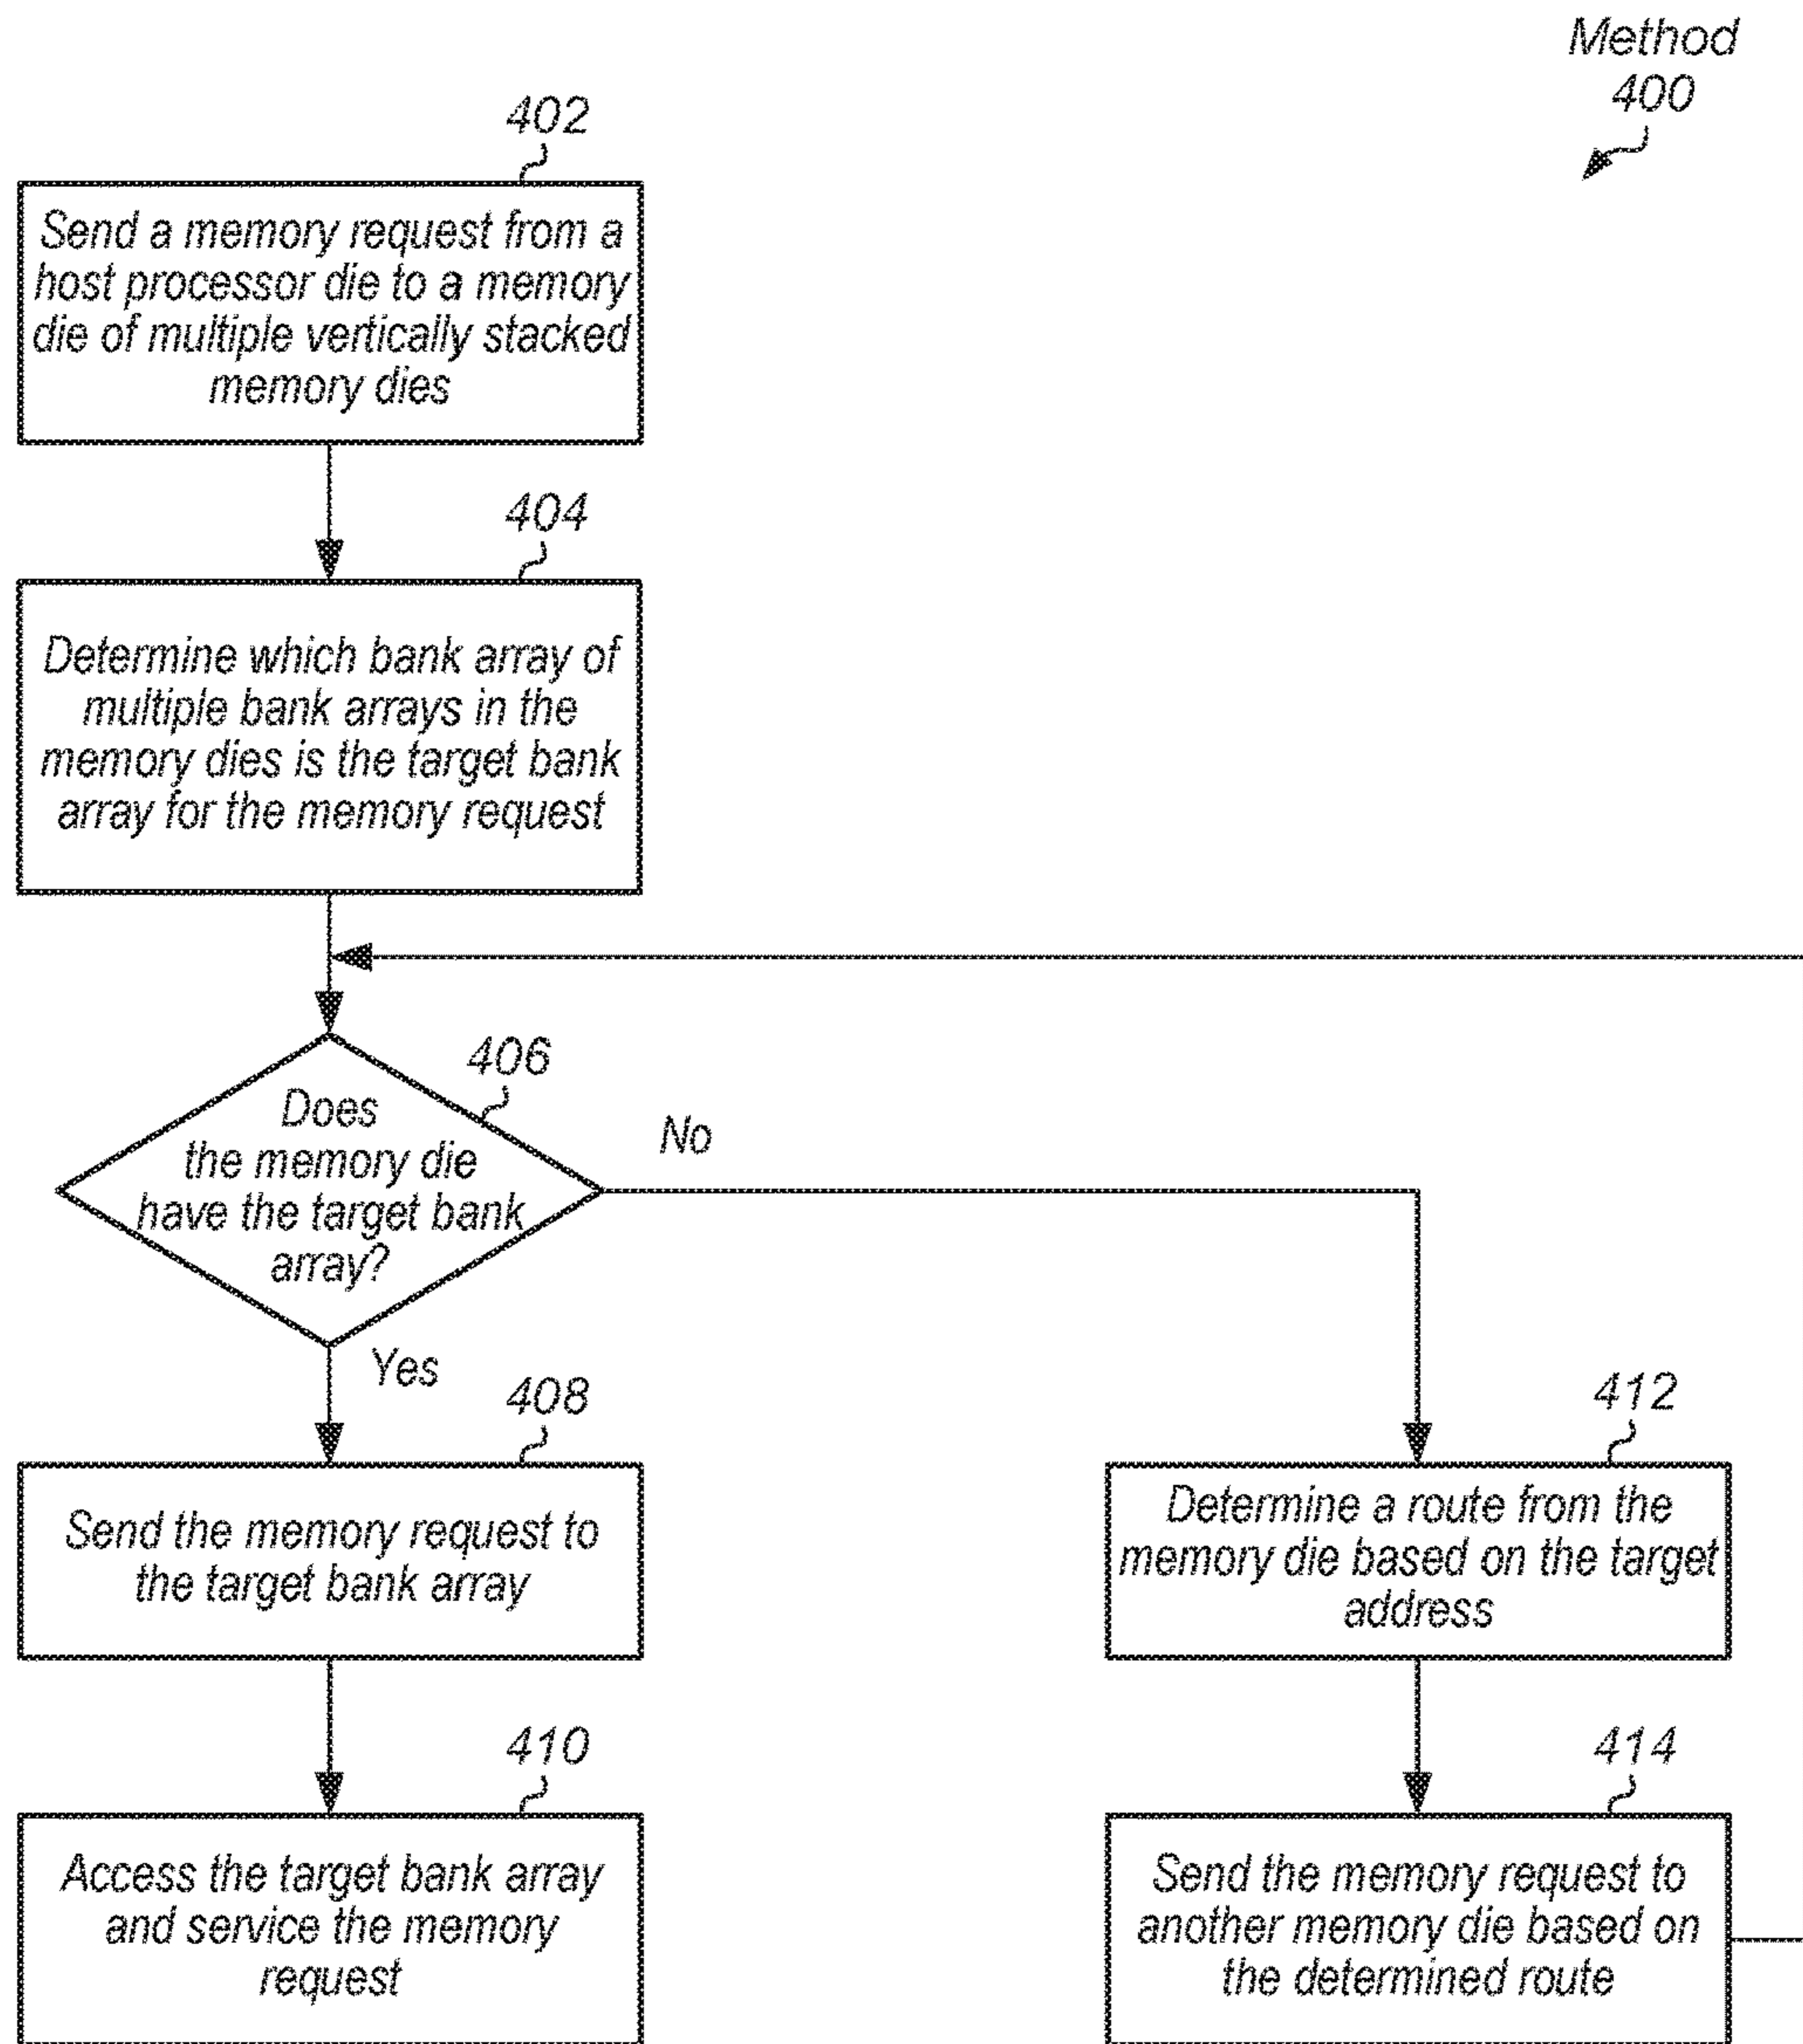 Method
400
402
Send a memory request from a
host processor die to a memory
die of multiple vertically stacked
memory dies
404
Determine which bank array of
multiple bank arrays in the
memory dies is the target bank
array for the memory request
406
Does
the memory die
have the target bank
array?
No
Yes
408
Send the memory request to
the target bank array
410
Access the target bank array
and service the memory
request
412
Determine a route from the
memory die based on the target
address
414
Send the memory request to
another memory die based on
the determined route